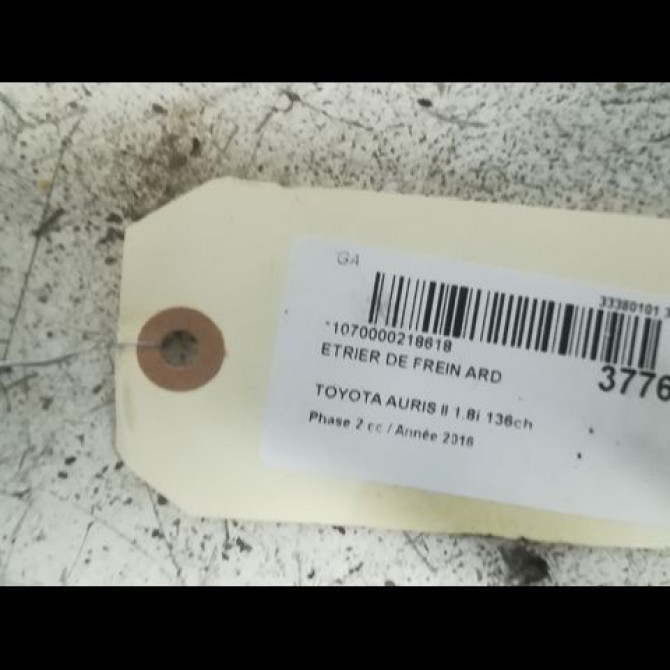 GA
33380101 3
*1070000218618
ETRIER DE FREIN ARD
3776
TOYOTA AURIS II 1.8i 136ch
Phase 2 cc / Année 2016